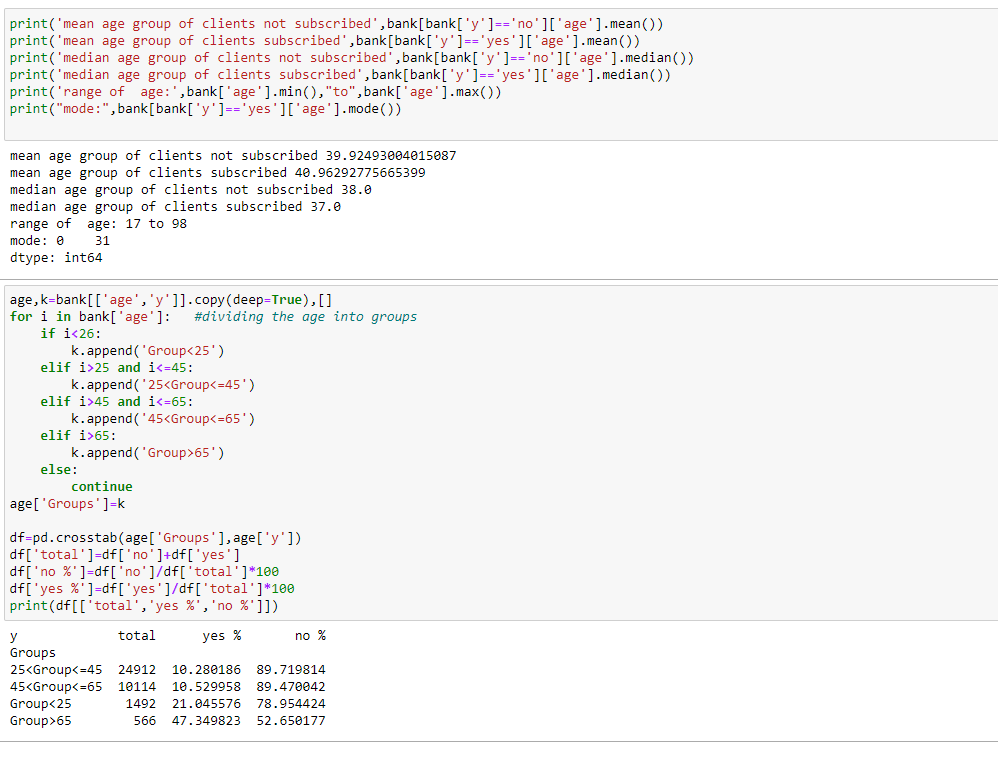 print('mean age group of clients not subscribed',bank[bank['y']=='no']['age'].mean())
print('mean age group of clients subscribed',bank[bank['y']=='yes']['age'].mean())
print('median age group of clients not subscribed',bank[bank['y']=='no']['age'].median())
print('median age group of clients subscribed',bank[bank['y']=='yes']['age'].median())
print('range of  age:',bank['age'].min(),"to",bank['age'].max())
print("mode:",bank[bank['y']=='yes']['age'].mode())
mean age group of clients not subscribed 39.92493004015087
mean age group of clients subscribed 40.96292775665399
median age group of clients not subscribed 38.0
median age group of clients subscribed 37.0
range of  age: 17 to 98
mode: 0    31
dtype: int64
age,k=bank[['age','y']].copy(deep=True),[]
for i in bank['age']:   #dividing the age into groups
    if i<26:
        k.append('Group<25')
    elif i>25 and i<=45:
        k.append('25<Group<=45')
    elif i>45 and i<=65:
        k.append('45<Group<=65')
    elif i>65:
        k.append('Group>65')
    else:
        continue
age['Groups']=k
df=pd.crosstab(age['Groups'],age['y'])
df['total']=df['no']+df['yes']
df['no %']=df['no']/df['total']*100
df['yes %']=df['yes']/df['total']*100
print(df[['total','yes %','no %']])
y             total      yes %       no %
Groups
25<Group<=45  24912  10.280186  89.719814
45<Group<=65  10114  10.529958  89.470042
Group<25       1492  21.045576  78.954424
Group>65        566  47.349823  52.650177